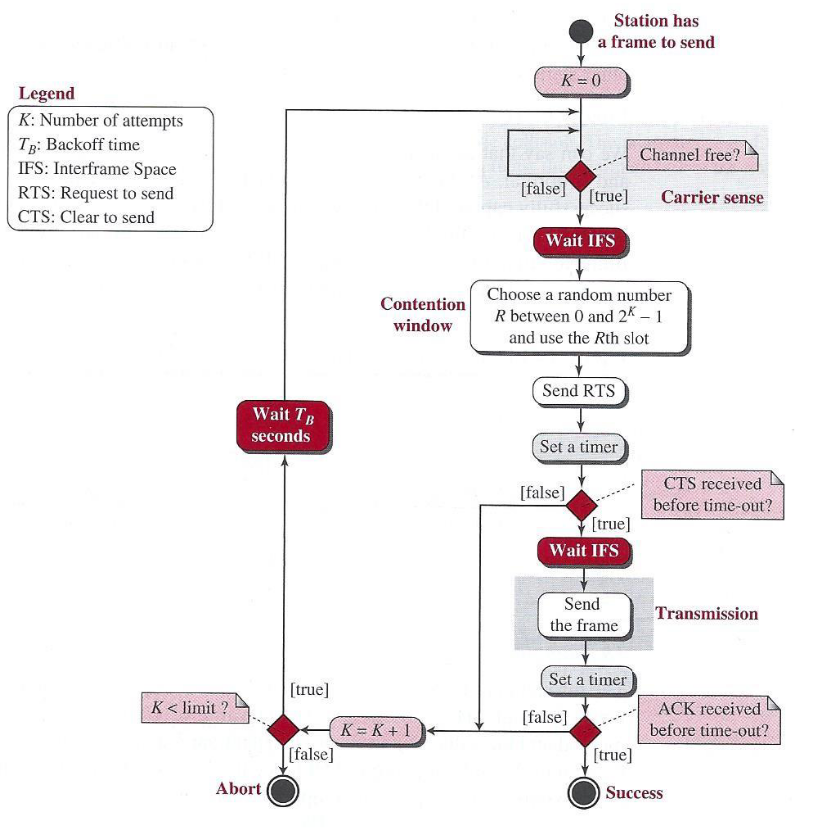 Station has
a frame to send
K = 0
Legend
K: Number of attempts
T_B: Backoff time
IFS: Interframe Space
RTS: Request to send
CTS: Clear to send
Channel free?
[false]
[true]
Carrier sense
Wait IFS
Contention
window
Choose a random number
R between 0 and 2^K − 1
and use the Rth slot
Send RTS
Wait T_B
seconds
Set a timer
CTS received
before time-out?
[false]
[true]
Wait IFS
Send
the frame
Transmission
Set a timer
[true]
K < limit ?
K = K + 1
[false]
ACK received
before time-out?
[false]
[true]
Abort
Success